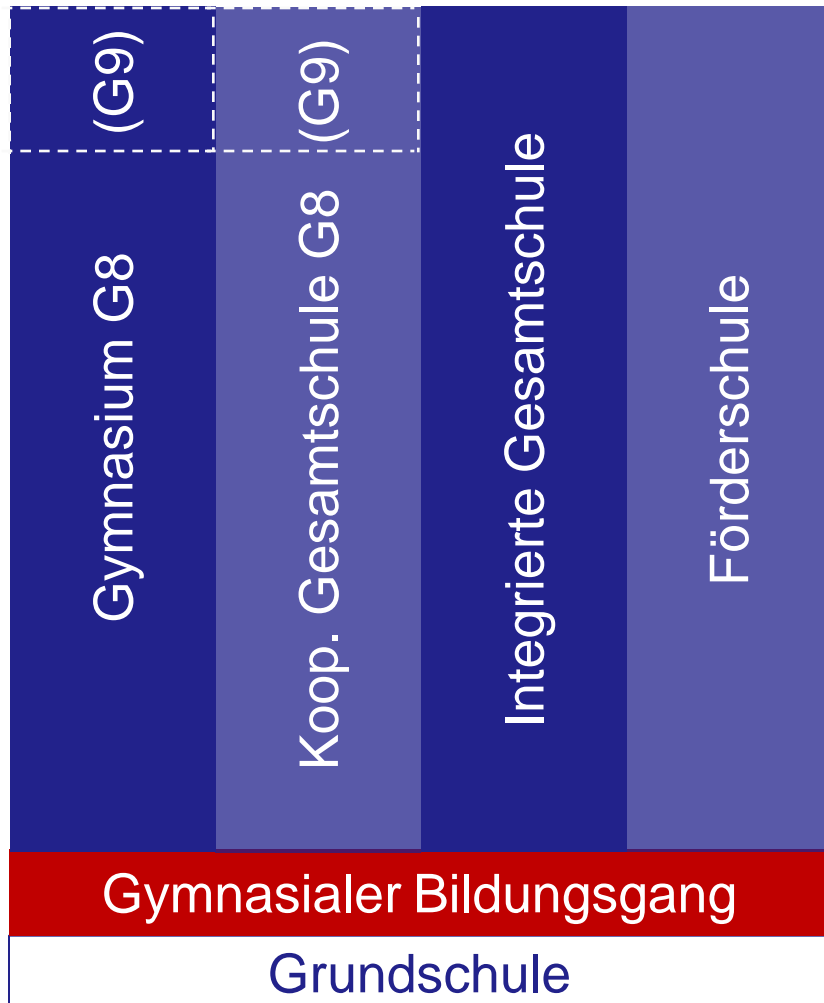 (G9)
Gymnasium G8
(G9)
Koop. Gesamtschule G8
Integrierte Gesamtschule
Förderschule
Gymnasialer Bildungsgang
Grundschule